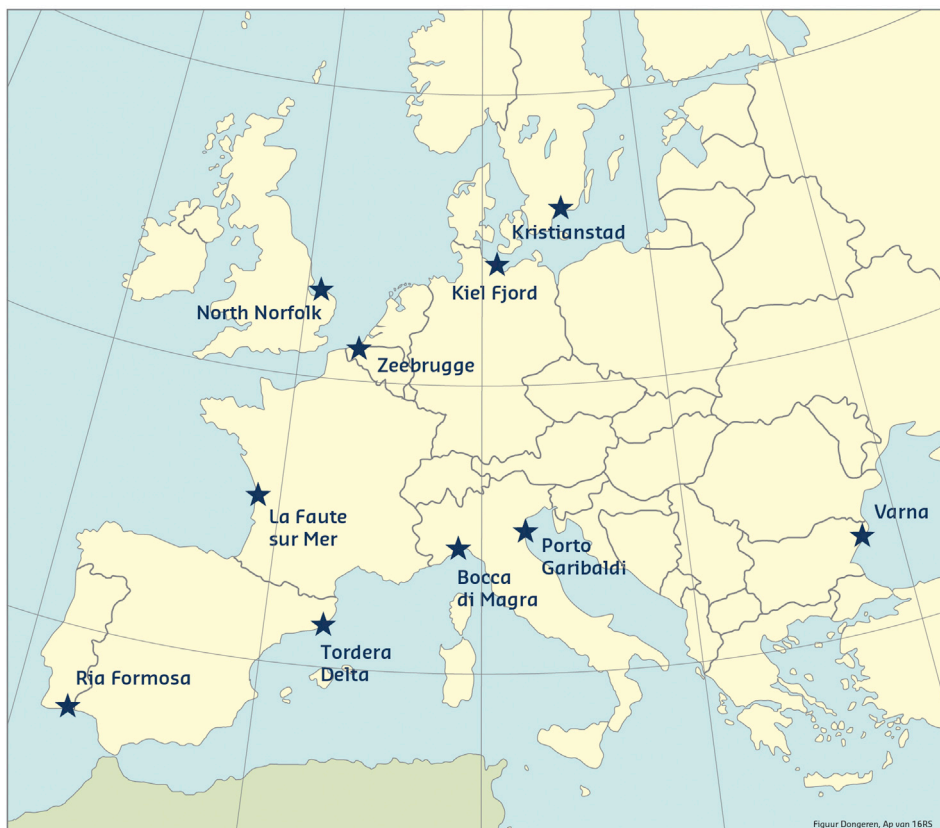 Kristianstad
Kiel Fjord
North Norfolk
Zeebrugge
La Faute
sur Mer
Varna
Porto
Garibaldi
Bocca
di Magra
Tordera
Delta
Ria Formosa
Figuur Dongeren, Ap van 16RS